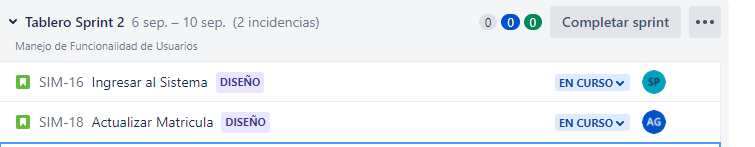 Tablero Sprint 2 6 sep. – 10 sep. (2 incidencias) 0 0 0 Completar sprint
Manejo de Funcionalidad de Usuarios
SIM-16 Ingresar al Sistema DISEÑO EN CURSO SP
SIM-18 Actualizar Matricula DISEÑO EN CURSO AG